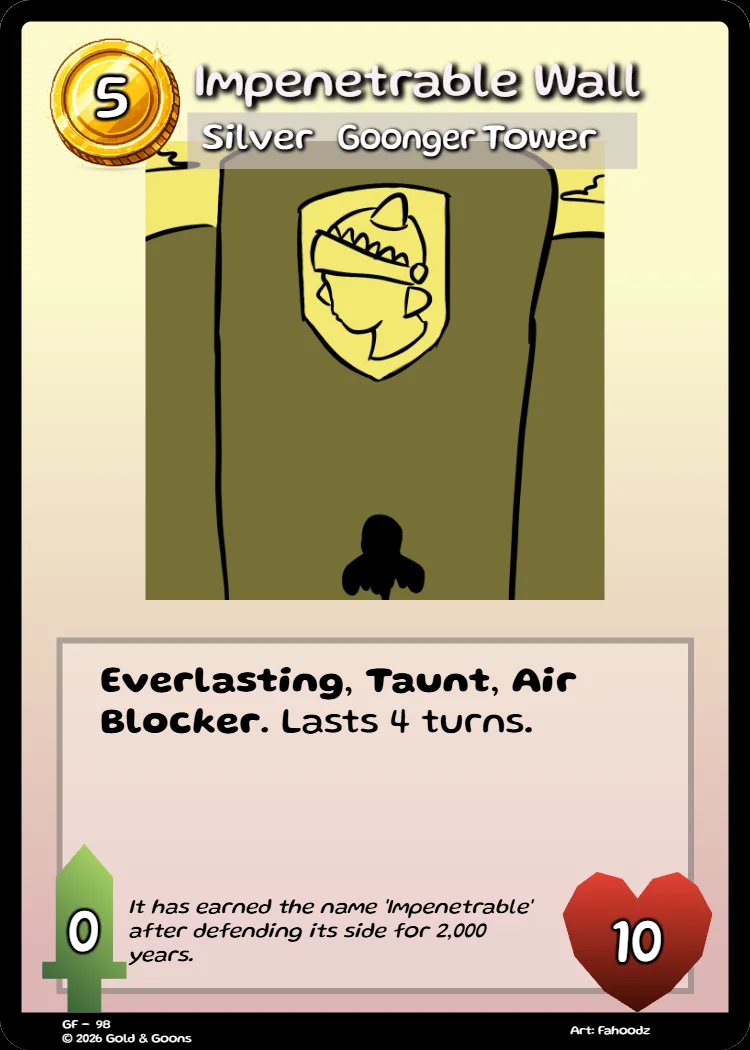 5
Impenetrable Wall
Silver Goonger Tower
Everlasting, Taunt, Air
Blocker. Lasts 4 turns.
It has earned the name 'Impenetrable'
after defending its side for 2,000
years.
0
10
GF - 98
© 2026 Gold & Goons
Art: Fahoodz